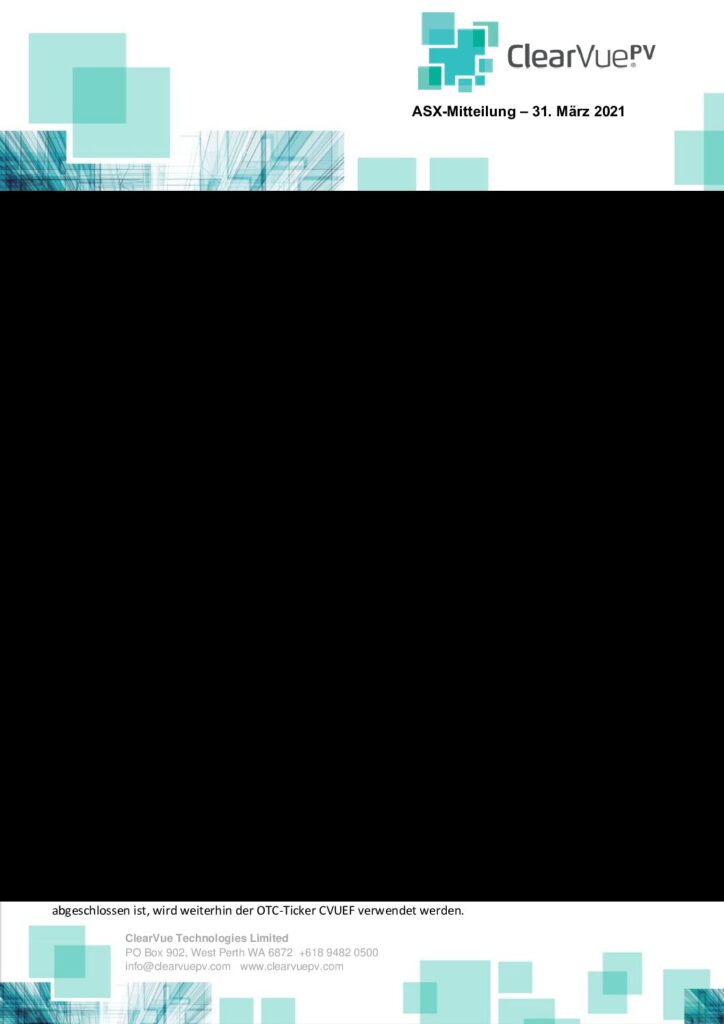 ClearVuePV®
ASX-Mitteilung – 31. März 2021
abgeschlossen ist, wird weiterhin der OTC-Ticker CVUEF verwendet werden.
ClearVue Technologies Limited
PO Box 902, West Perth WA 6872 +618 9482 0500
info@clearvuepv.com www.clearvuepv.com